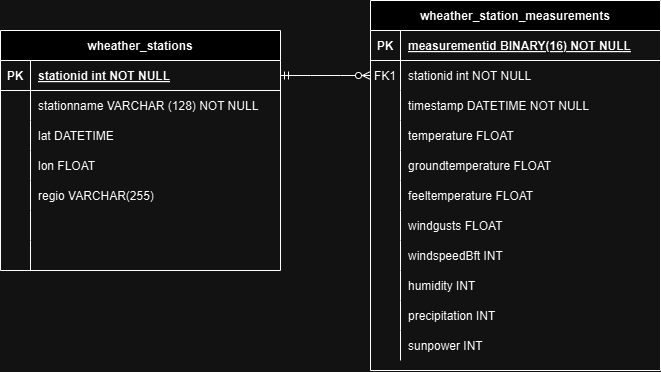 wheather_stations
PK stationid int NOT NULL
stationname VARCHAR (128) NOT NULL
lat DATETIME
lon FLOAT
regio VARCHAR(255)
wheather_station_measurements
PK measurementid BINARY(16) NOT NULL
FK1 stationid int NOT NULL
timestamp DATETIME NOT NULL
temperature FLOAT
groundtemperature FLOAT
feeltemperature FLOAT
windgusts FLOAT
windspeedBft INT
humidity INT
precipitation INT
sunpower INT